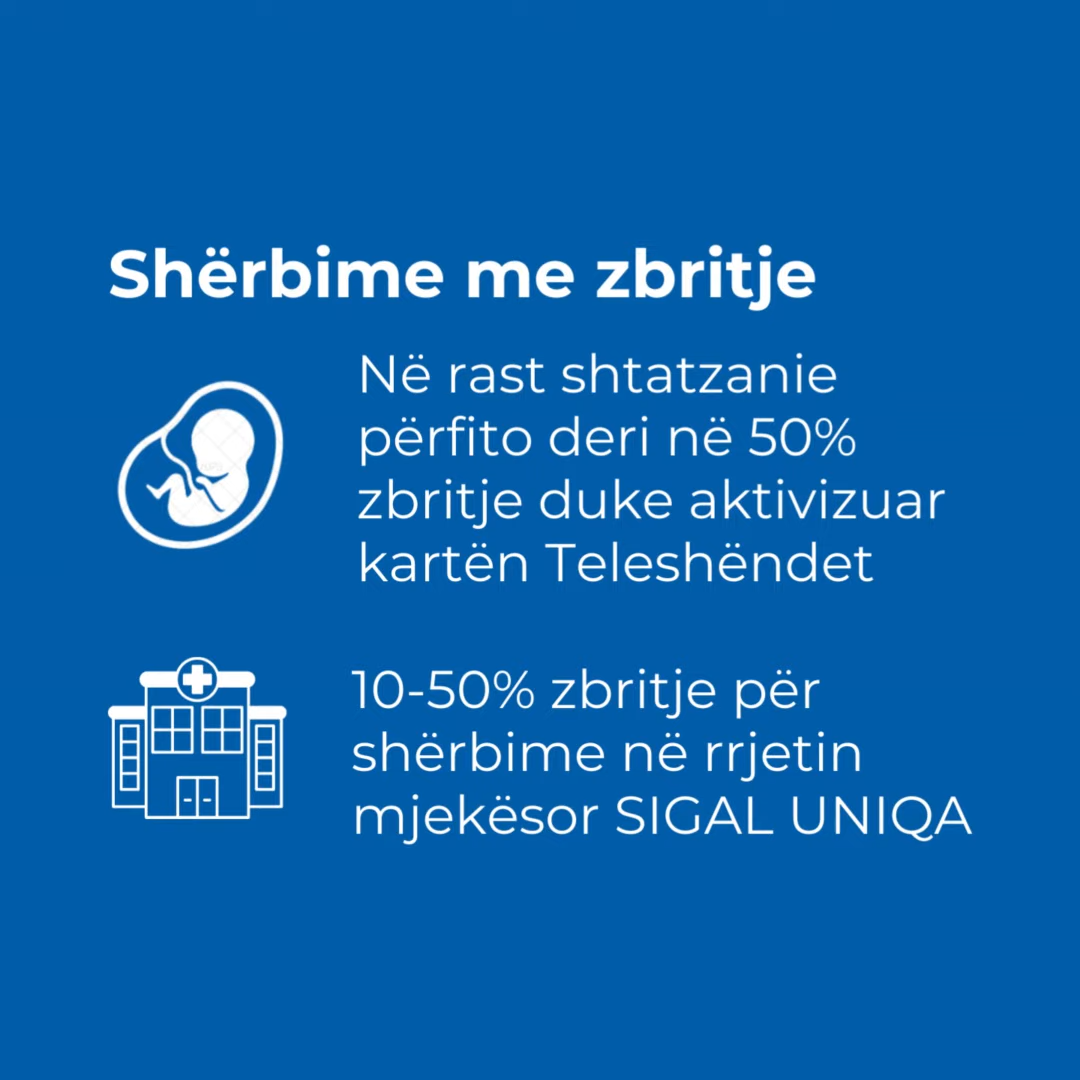 Shërbime me zbritje
Në rast shtatzanie
përfito deri në 50%
zbritje duke aktivizuar
kartën Teleshëndet
10-50% zbritje për
shërbime në rrjetin
mjekësor SIGAL UNIQA